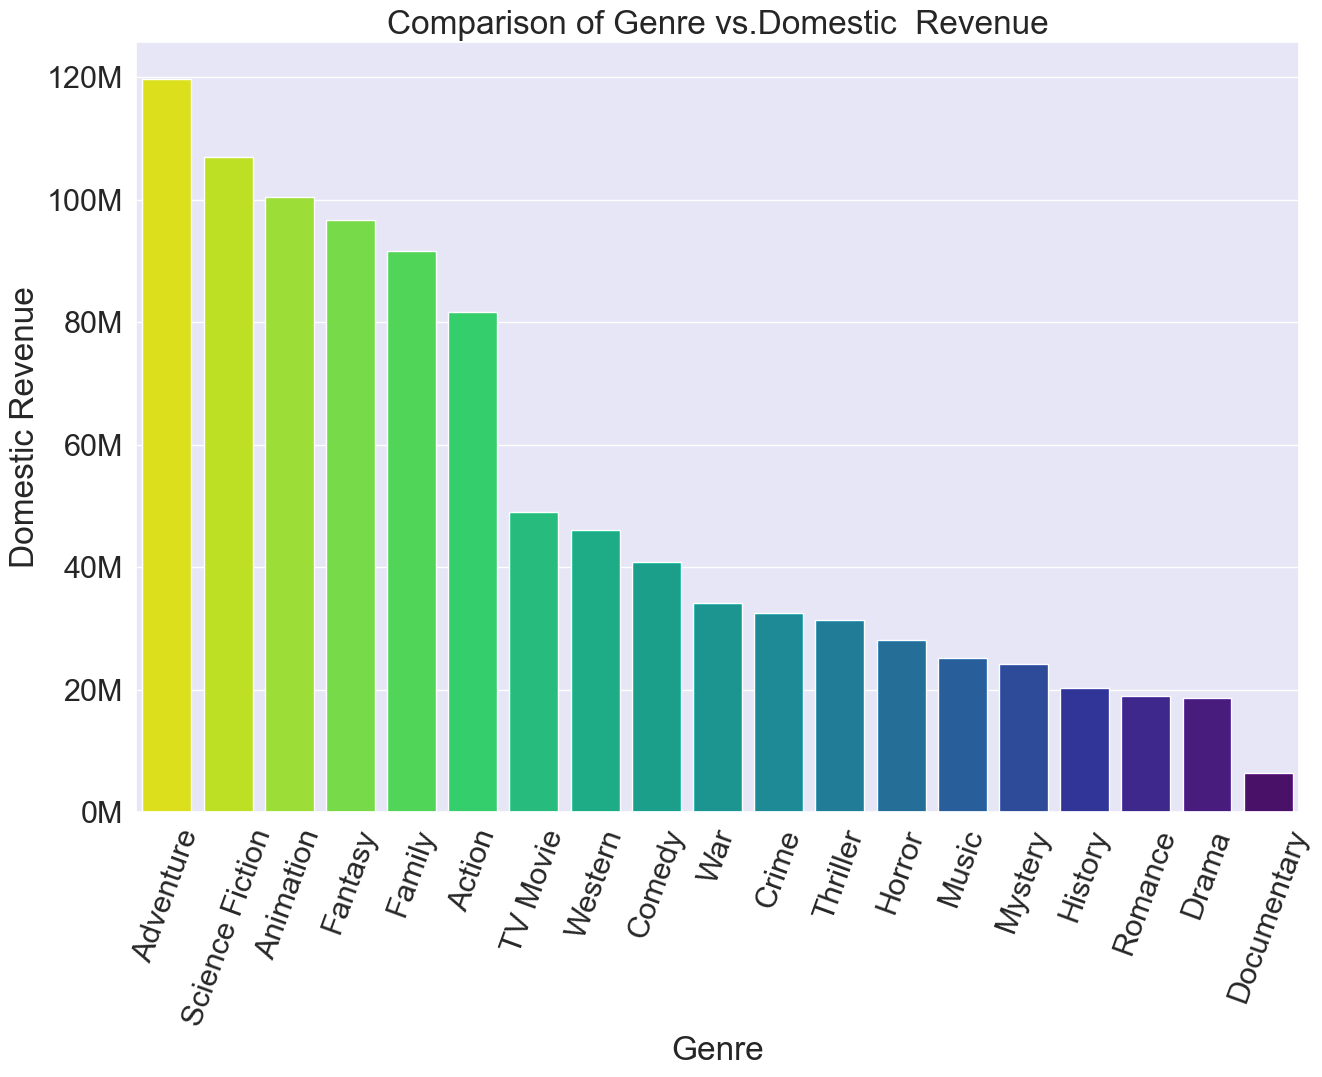 Comparison of Genre vs.Domestic  Revenue
Domestic Revenue
120M
100M
80M
60M
40M
20M
0M
Adventure
Science Fiction
Animation
Fantasy
Family
Action
TV Movie
Western
Comedy
War
Crime
Thriller
Horror
Music
Mystery
History
Romance
Drama
Documentary
Genre